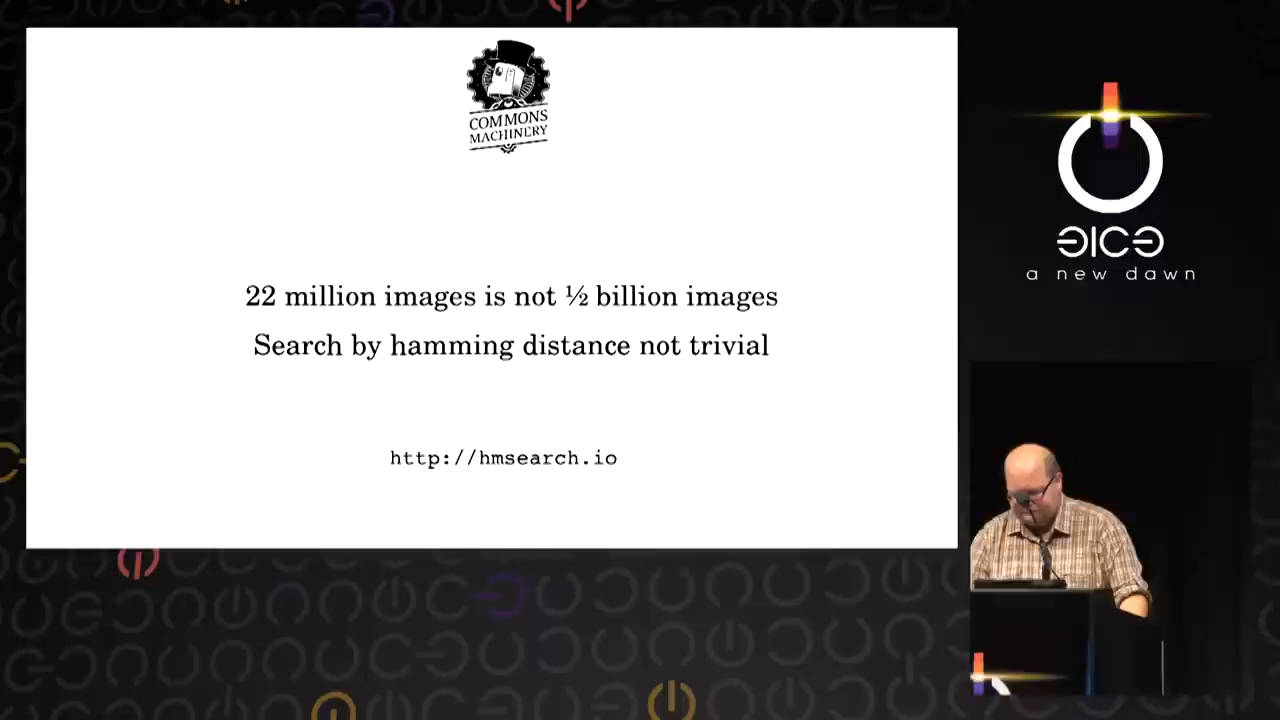 COMMONS
MACHINERY
22 million images is not ½ billion images
Search by hamming distance not trivial
http://hmsearch.io
a new dawn